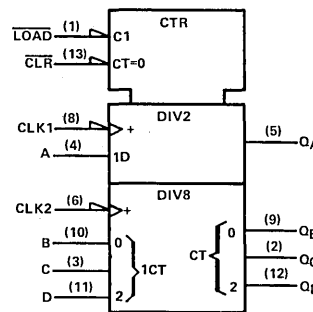 CTR
LOAD (1) C1
CLR (13) CT=0
DIV2
CLK1 (8) +
A (4) 1D
(5) QA
DIV8
CLK2 (6) +
B (10) 0
C (3) 1CT
D (11) 2
CT 0 (9) QB
(2) QC
2 (12) QD